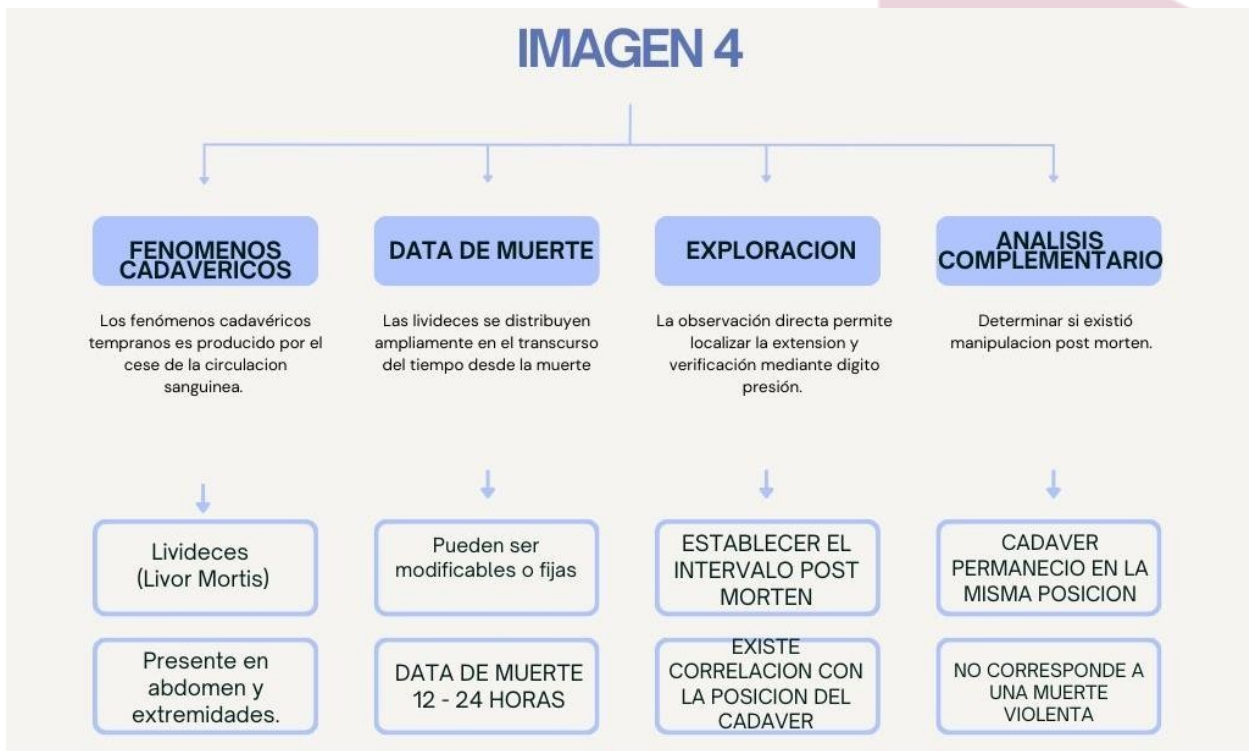 IMAGEN 4
FENOMENOS
CADAVERICOS
Los fenómenos cadavéricos
tempranos es producido por el
cese de la circulacion
sanguinea.
Livideces
(Livor Mortis)
Presente en
abdomen y
extremidades.
DATA DE MUERTE
Las livideces se distribuyen
ampliamente en el transcurso
del tiempo desde la muerte
Pueden ser
modificables o fijas
DATA DE MUERTE
12 - 24 HORAS
EXPLORACION
La observación directa permite
localizar la extension y
verificación mediante digito
presión.
ESTABLECER EL
INTERVALO POST
MORTEN
EXISTE
CORRELACION CON
LA POSICION DEL
CADAVER
ANALISIS
COMPLEMENTARIO
Determinar si existió
manipulacion post morten.
CADAVER
PERMANECIO EN LA
MISMA POSICION
NO CORRESPONDE A
UNA MUERTE
VIOLENTA